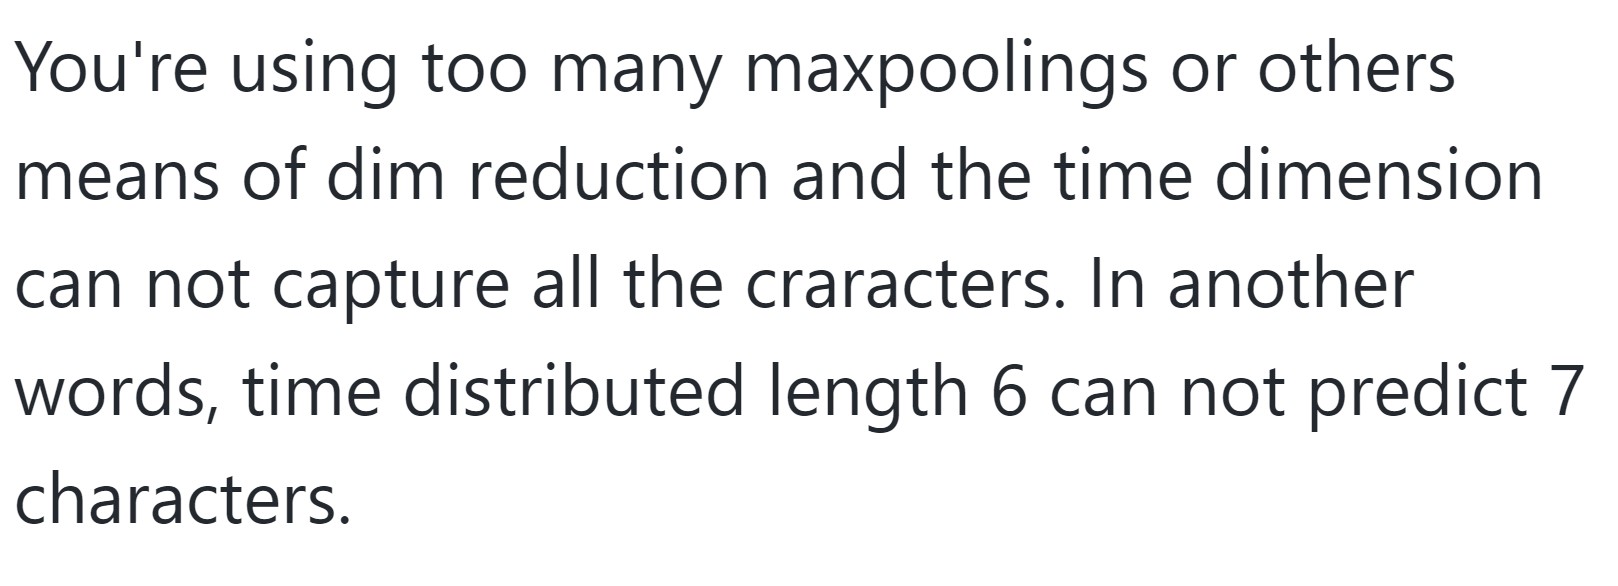 You're using too many maxpoolings or others
means of dim reduction and the time dimension
can not capture all the craracters. In another
words, time distributed length 6 can not predict 7
characters.